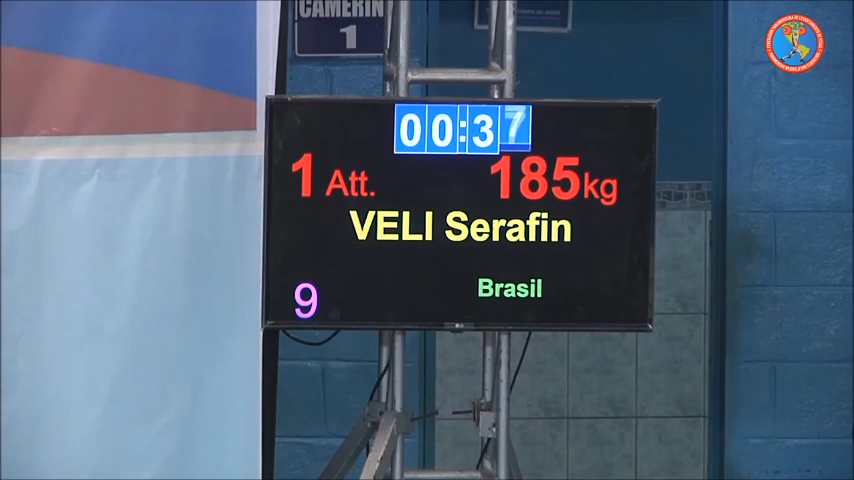 CAMERIN
1
00:37
1 Att. 185kg
VELI Serafin
Brasil
9